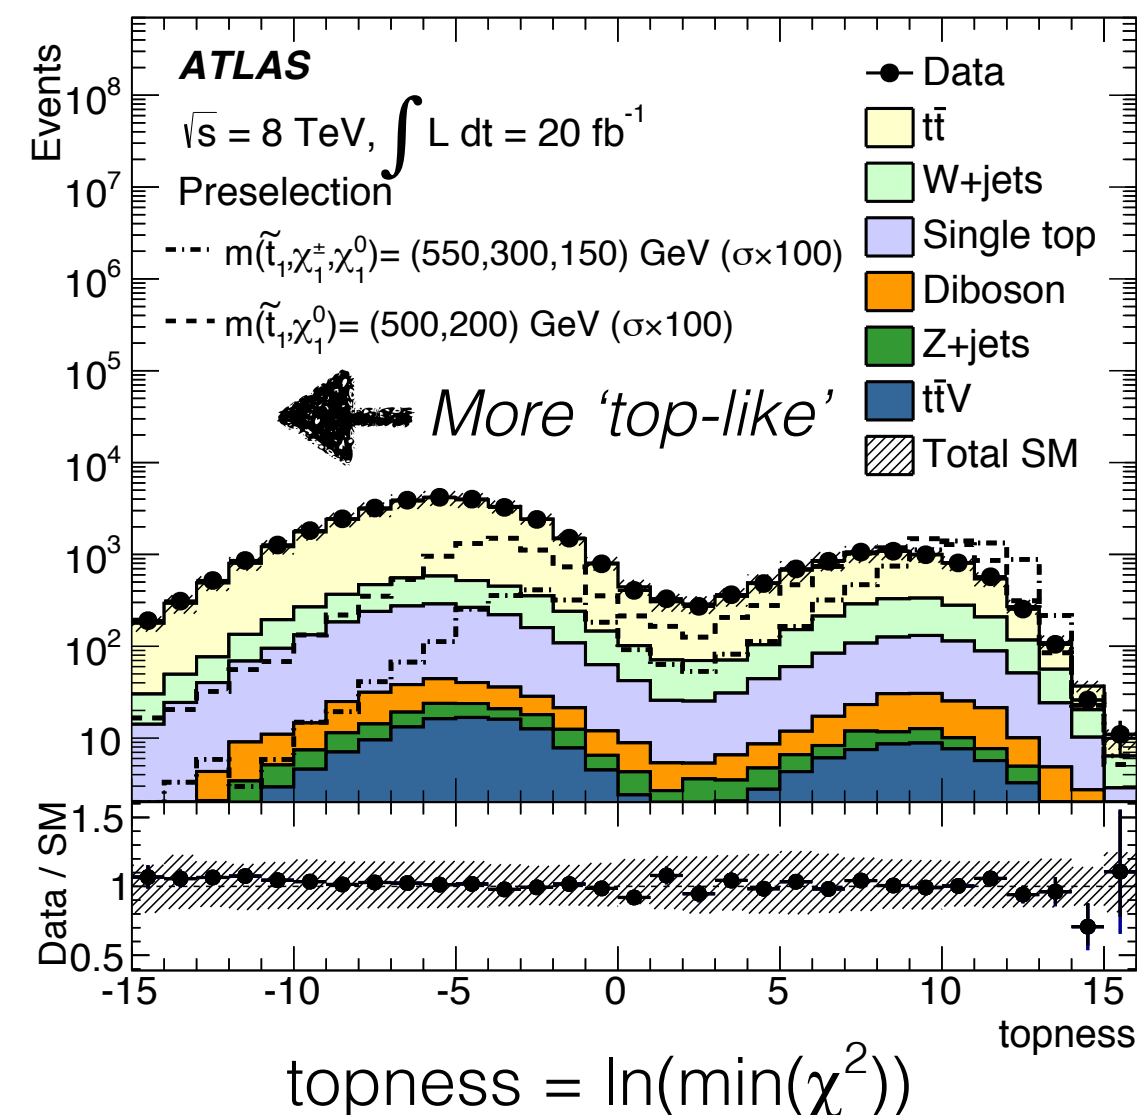 Events
ATLAS
√s = 8 TeV, ∫ L dt = 20 fb⁻¹
Preselection
m(t̃₁,χ₁±,χ₁⁰)= (550,300,150) GeV (σ×100)
m(t̃₁,χ₁⁰)= (500,200) GeV (σ×100)
More ‘top-like’
Data
tt̄
W+jets
Single top
Diboson
Z+jets
tt̄V
Total SM
10⁸
10⁷
10⁶
10⁵
10⁴
10³
10²
10
Data / SM
1.5
1
0.5
-15 -10 -5 0 5 10 15
topness
topness = ln(min(χ²))